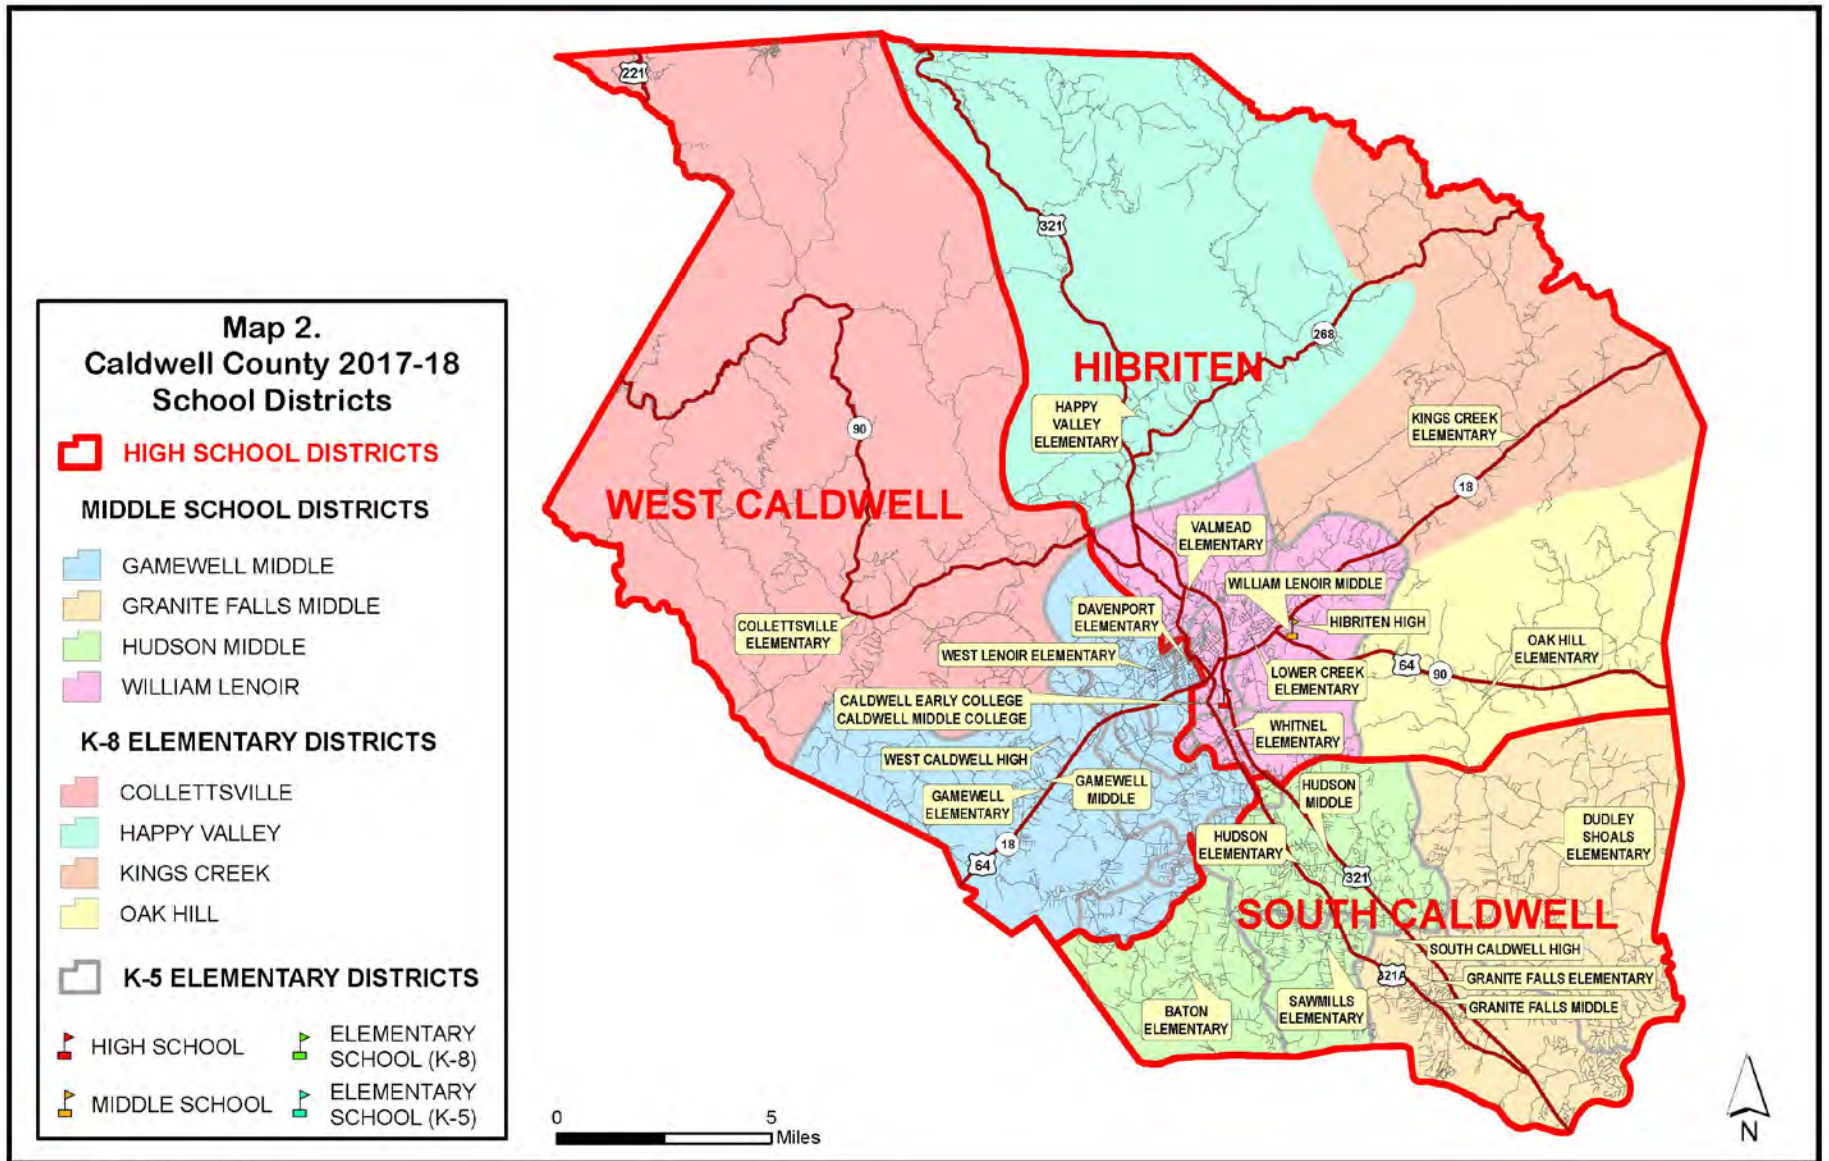 Map 2.
Caldwell County 2017-18
School Districts
HIGH SCHOOL DISTRICTS
MIDDLE SCHOOL DISTRICTS
GAMEWELL MIDDLE
GRANITE FALLS MIDDLE
HUDSON MIDDLE
WILLIAM LENOIR
K-8 ELEMENTARY DISTRICTS
COLLETTSVILLE
HAPPY VALLEY
KINGS CREEK
OAK HILL
K-5 ELEMENTARY DISTRICTS
HIGH SCHOOL
ELEMENTARY
SCHOOL (K-8)
MIDDLE SCHOOL
ELEMENTARY
SCHOOL (K-5)
221
321
268
HIBRITEN
HAPPY
VALLEY
ELEMENTARY
KINGS CREEK
ELEMENTARY
90
18
WEST CALDWELL
VALMEAD
ELEMENTARY
WILLIAM LENOIR MIDDLE
DAVENPORT
ELEMENTARY
HIBRITEN HIGH
COLLETTSVILLE
ELEMENTARY
WEST LENOIR ELEMENTARY
OAK HILL
ELEMENTARY
64
90
LOWER CREEK
ELEMENTARY
CALDWELL EARLY COLLEGE
CALDWELL MIDDLE COLLEGE
WHITNEL
ELEMENTARY
WEST CALDWELL HIGH
GAMEWELL
MIDDLE
HUDSON
MIDDLE
GAMEWELL
ELEMENTARY
HUDSON
ELEMENTARY
DUDLEY
SHOALS
ELEMENTARY
18
64
321
SOUTH CALDWELL
SOUTH CALDWELL HIGH
321A
GRANITE FALLS ELEMENTARY
GRANITE FALLS MIDDLE
BATON
ELEMENTARY
SAWMILLS
ELEMENTARY
0 5
Miles
N